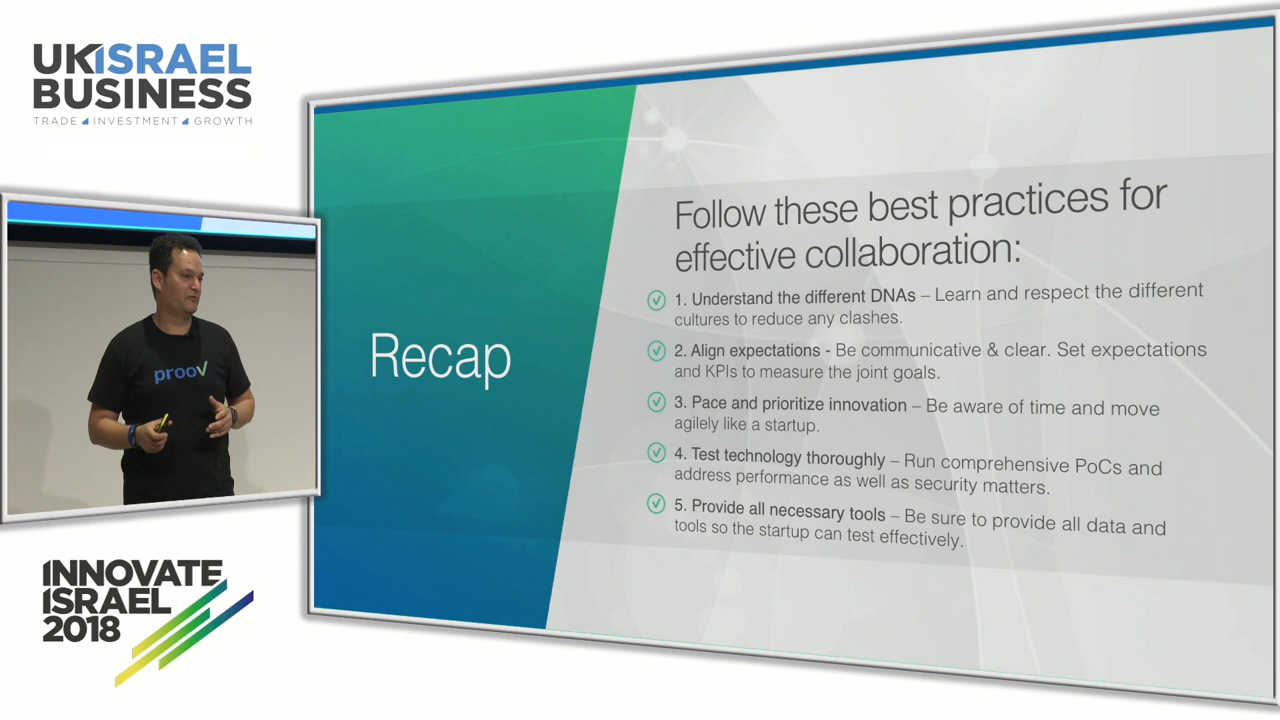 UKISRAEL
BUSINESS
TRADE INVESTMENT GROWTH
proov
INNOVATE
ISRAEL
2018
Recap
Follow these best practices for
effective collaboration:
1. Understand the different DNAs – Learn and respect the different
cultures to reduce any clashes.
2. Align expectations - Be communicative & clear. Set expectations
and KPIs to measure the joint goals.
3. Pace and prioritize innovation – Be aware of time and move
agilely like a startup.
4. Test technology thoroughly – Run comprehensive PoCs and
address performance as well as security matters.
5. Provide all necessary tools – Be sure to provide all data and
tools so the startup can test effectively.